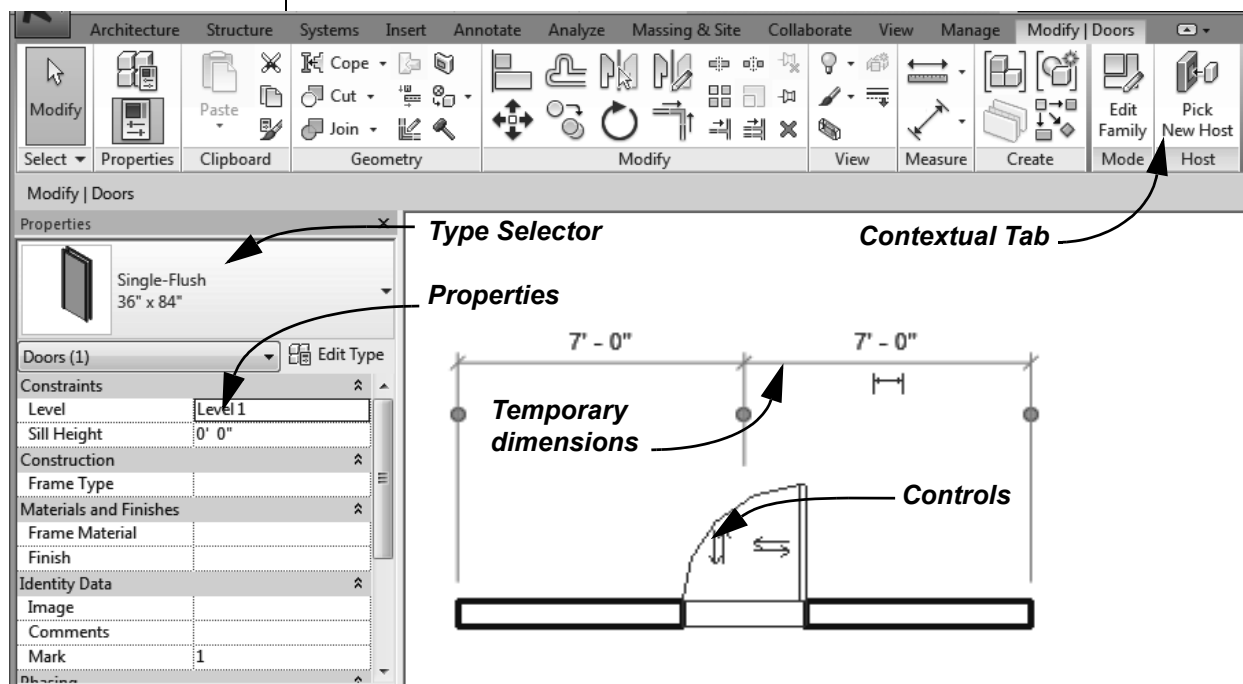 Architecture Structure Systems Insert Annotate Analyze Massing & Site Collaborate View Manage Modify | Doors
Modify
Paste
Cope
Cut
Join
Edit Family
Pick New Host
Select Properties Clipboard Geometry Modify View Measure Create Mode Host
Modify | Doors
Properties
Type Selector
Contextual Tab
Single-Flush
36" x 84"
Properties
Doors (1) Edit Type
7' - 0" 7' - 0"
Constraints
Level Level 1
Sill Height 0' 0"
Temporary
dimensions
Construction
Frame Type
Controls
Materials and Finishes
Frame Material
Finish
Identity Data
Image
Comments
Mark 1
Phasing